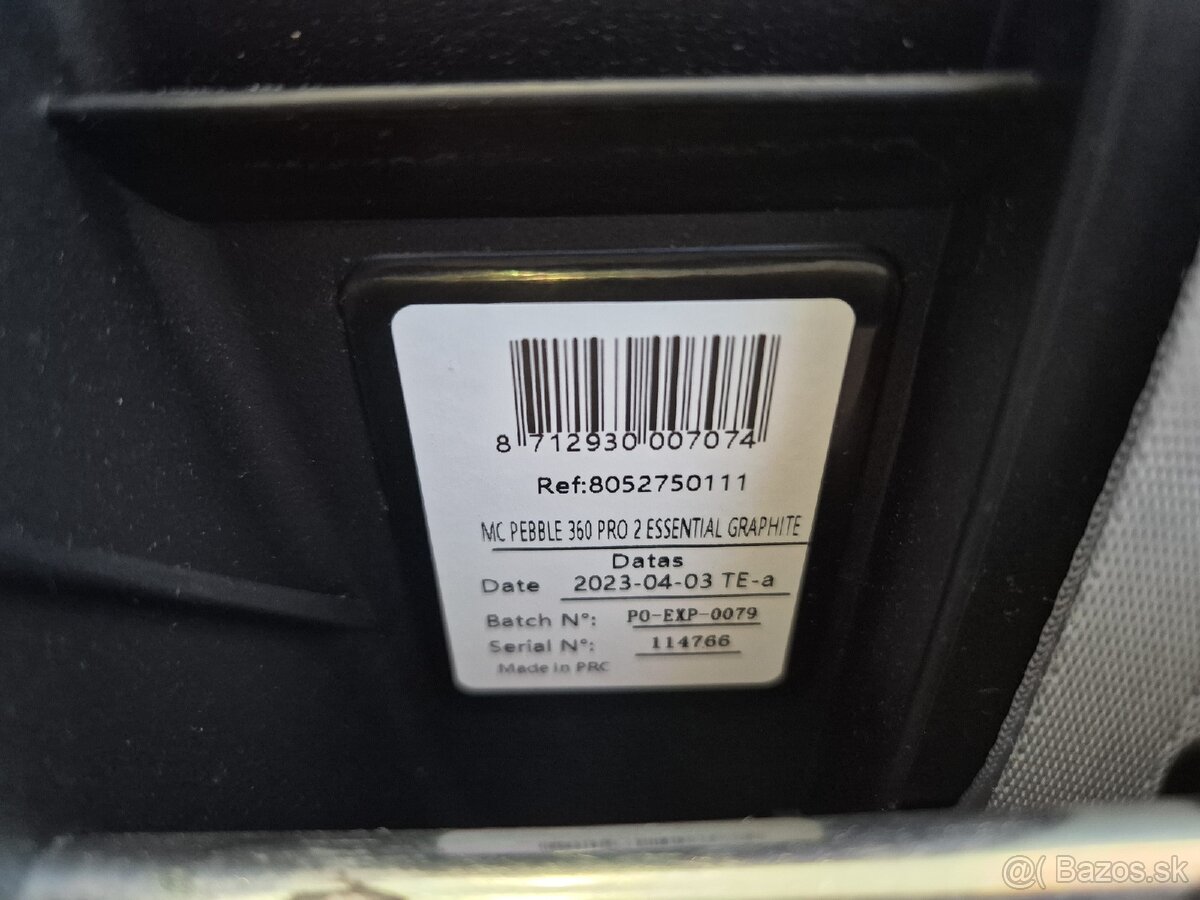 8 712930 007074
Ref:8052750111
MC PEBBLE 360 PRO 2 ESSENTIAL GRAPHITE
Datas
Date 2023-04-03 TE-a
Batch N°: PO-EXP-0079
Serial N°: 114766
Made in PRC
@( Bazos.sk